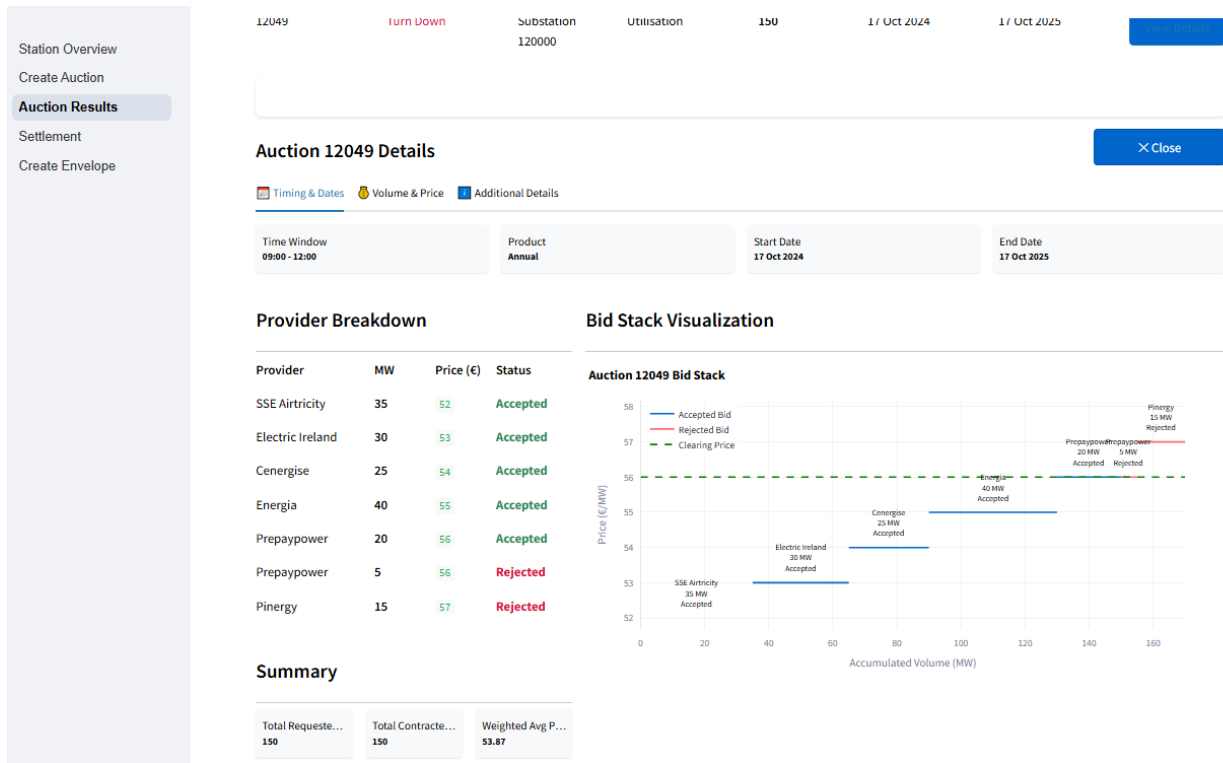 12049 Turn Down Substation Utilisation 150 17 Oct 2024 17 Oct 2025 View Details
120000
Station Overview
Create Auction
Auction Results
Settlement
Create Envelope
Auction 12049 Details
× Close
Timing & Dates Volume & Price Additional Details
Time Window Product Start Date End Date
09:00 - 12:00 Annual 17 Oct 2024 17 Oct 2025
Provider Breakdown
Provider MW Price (€) Status
SSE Airtricity 35 52 Accepted
Electric Ireland 30 53 Accepted
Cenergise 25 54 Accepted
Energia 40 55 Accepted
Prepaypower 20 56 Accepted
Prepaypower 5 56 Rejected
Pinergy 15 57 Rejected
Summary
Total Requeste... Total Contracte... Weighted Avg P...
150 150 53.87
Bid Stack Visualization
Auction 12049 Bid Stack
Accepted Bid
Rejected Bid
Clearing Price
Price (€/MW)
58
57
56
55
54
53
52
SSE Airtricity
35 MW
Accepted
Electric Ireland
30 MW
Accepted
Cenergise
25 MW
Accepted
Energia
40 MW
Accepted
Prepaypower
20 MW
Accepted
Prepaypower
5 MW
Rejected
Pinergy
15 MW
Rejected
0 20 40 60 80 100 120 140 160
Accumulated Volume (MW)